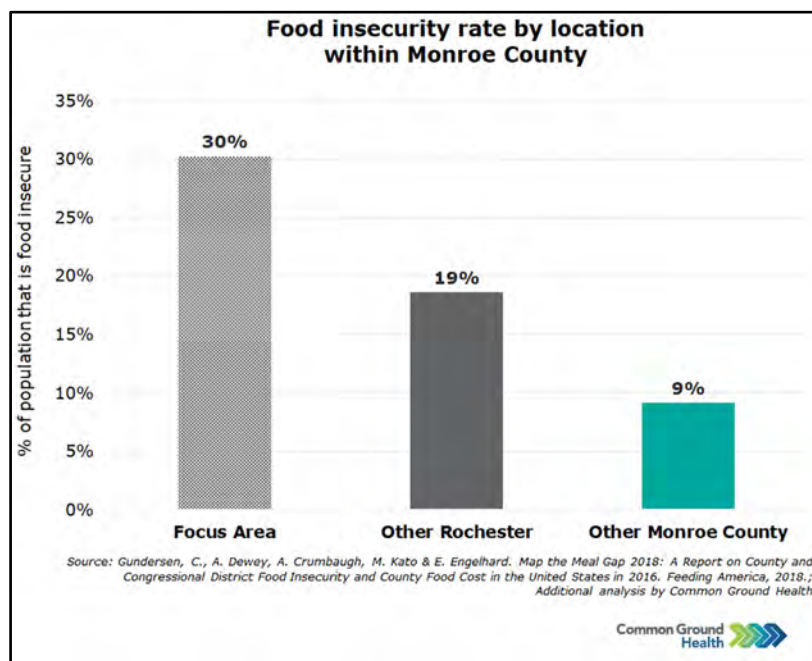 Food insecurity rate by location
within Monroe County
% of population that is food insecure
35%
30%
25%
20%
15%
10%
5%
0%
30%
19%
9%
Focus Area
Other Rochester
Other Monroe County
Source: Gundersen, C., A. Dewey, A. Crumbaugh, M. Kato & E. Engelhard. Map the Meal Gap 2018: A Report on County and
Congressional District Food Insecurity and County Food Cost in the United States in 2016. Feeding America, 2018.;
Additional analysis by Common Ground Health
Common Ground
Health